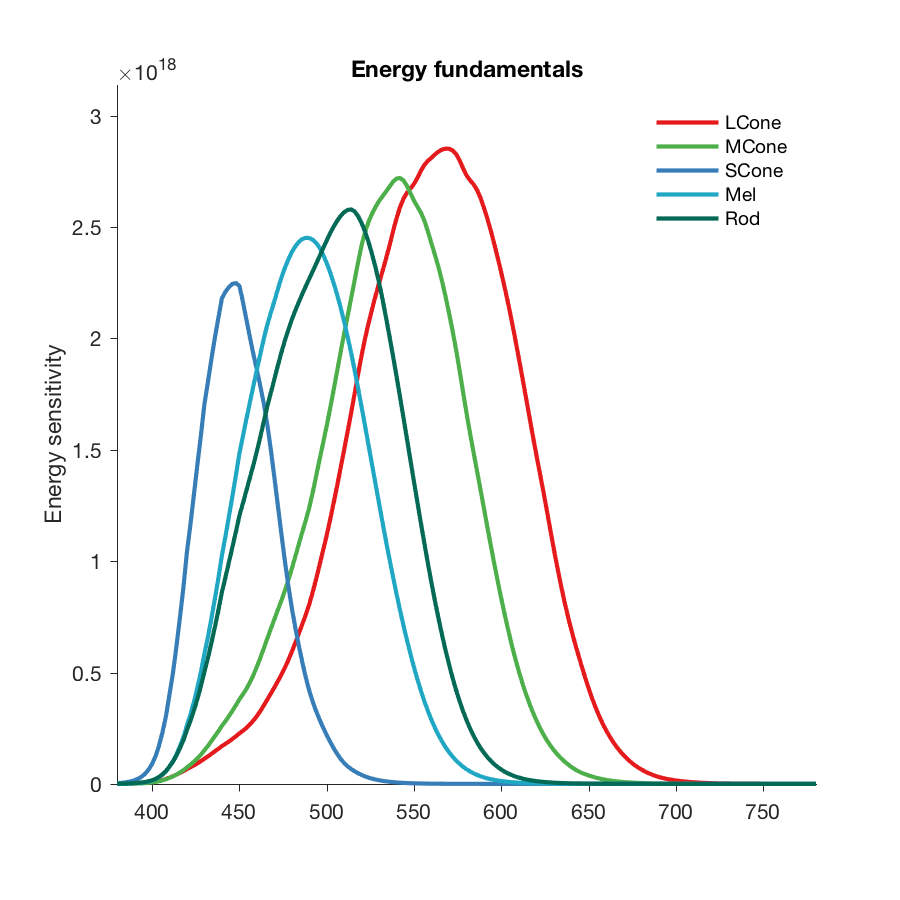 ×10^18
Energy fundamentals
3
2.5
2
1.5
1
0.5
0
Energy sensitivity
LCone
MCone
SCone
Mel
Rod
400 450 500 550 600 650 700 750